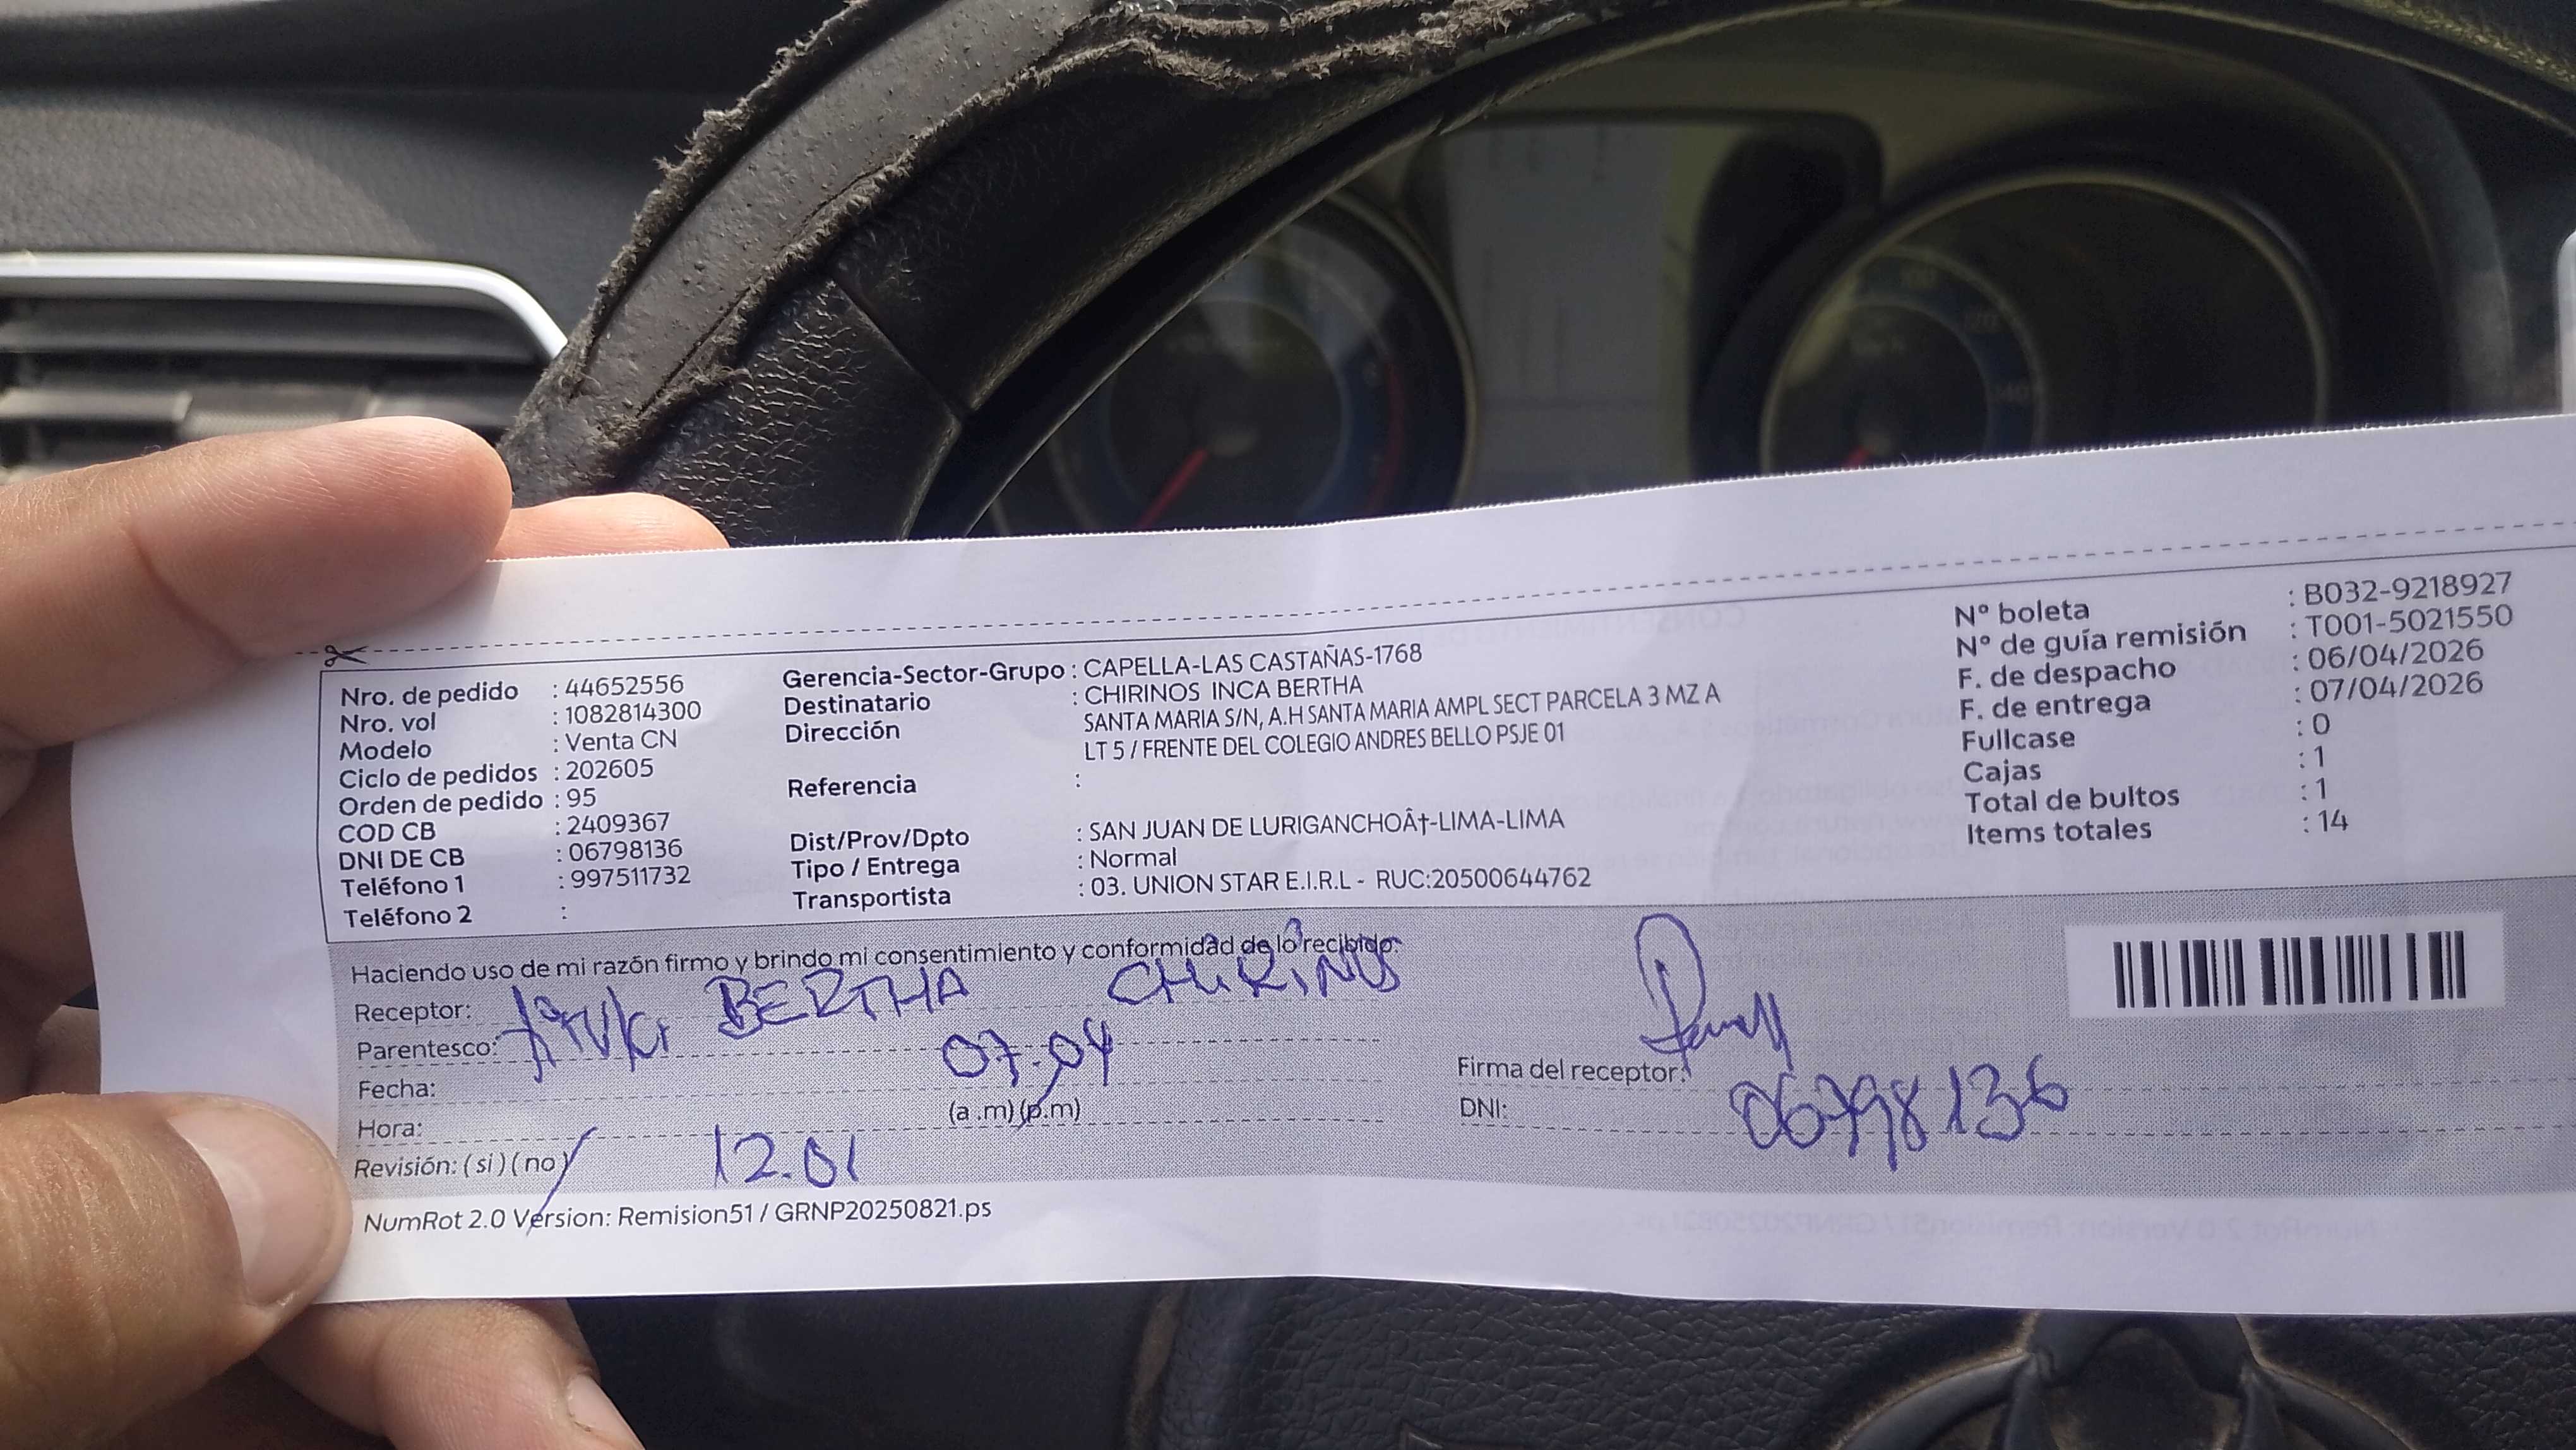 Nro. de pedido : 44652556
Nro. vol : 1082814300
Modelo : Venta CN
Ciclo de pedidos : 202605
Orden de pedido : 95
COD CB : 2409367
DNI DE CB : 06798136
Teléfono 1 : 997511732
Teléfono 2 :
Gerencia-Sector-Grupo : CAPELLA-LAS CASTAÑAS-1768
Destinatario : CHIRINOS INCA BERTHA
Dirección SANTA MARIA S/N, A.H SANTA MARIA AMPL SECT PARCELA 3 MZ A
LT 5 / FRENTE DEL COLEGIO ANDRES BELLO PSJE 01
Referencia :
Dist/Prov/Dpto : SAN JUAN DE LURIGANCHOÂ†-LIMA-LIMA
Tipo / Entrega : Normal
Transportista : 03. UNION STAR E.I.R.L - RUC:20500644762
N° boleta : B032-9218927
N° de guía remisión : T001-5021550
F. de despacho : 06/04/2026
F. de entrega : 07/04/2026
Fullcase : 0
Cajas : 1
Total de bultos : 1
Items totales : 14
Haciendo uso de mi razón firmo y brindo mi consentimiento y conformidad de lo recibido:
Receptor: BERTHA CHIRINOS
Parentesco:
Fecha: 07.04
Hora: (a .m) (p.m)
Revisión: ( si ) ( no ) 12.01
Firma del receptor:
DNI: 06798136
NumRot 2.0 Version: Remision51 / GRNP20250821.ps